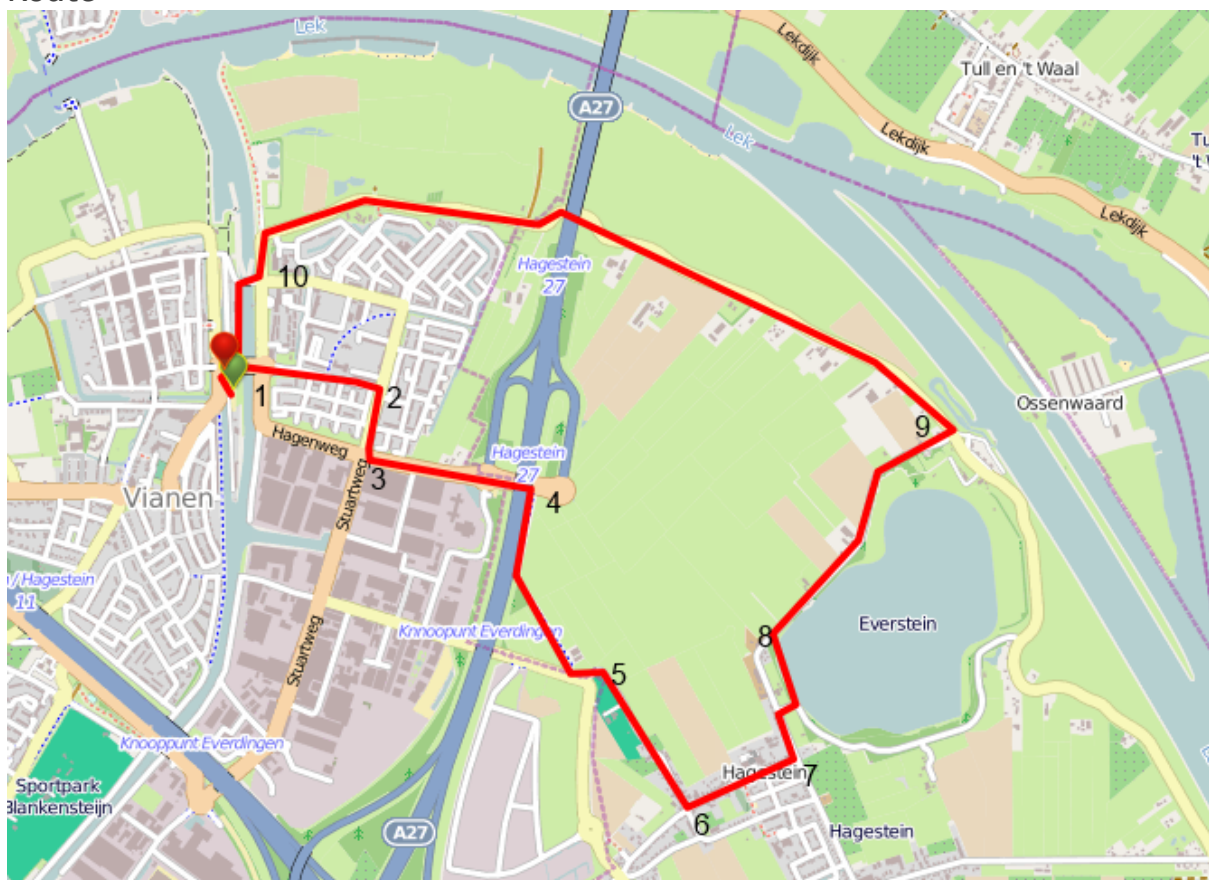 Route
Lek
Tull en 't Waal
A27
Lekdijk
Lek
Lekdijk
Lekdijk
Hagestein
27
10
1
2
Ossenwaard
Hagenweg
Hagestein
27
9
3
4
Vianen
Stuartweg
/ Hagestein
11
Everstein
Knnoopunt Everdingen
8
Stuartweg
5
Knooppunt Everdingen
Hagestein
7
Sportpark
Blankensteijn
6
A27
Hagestein